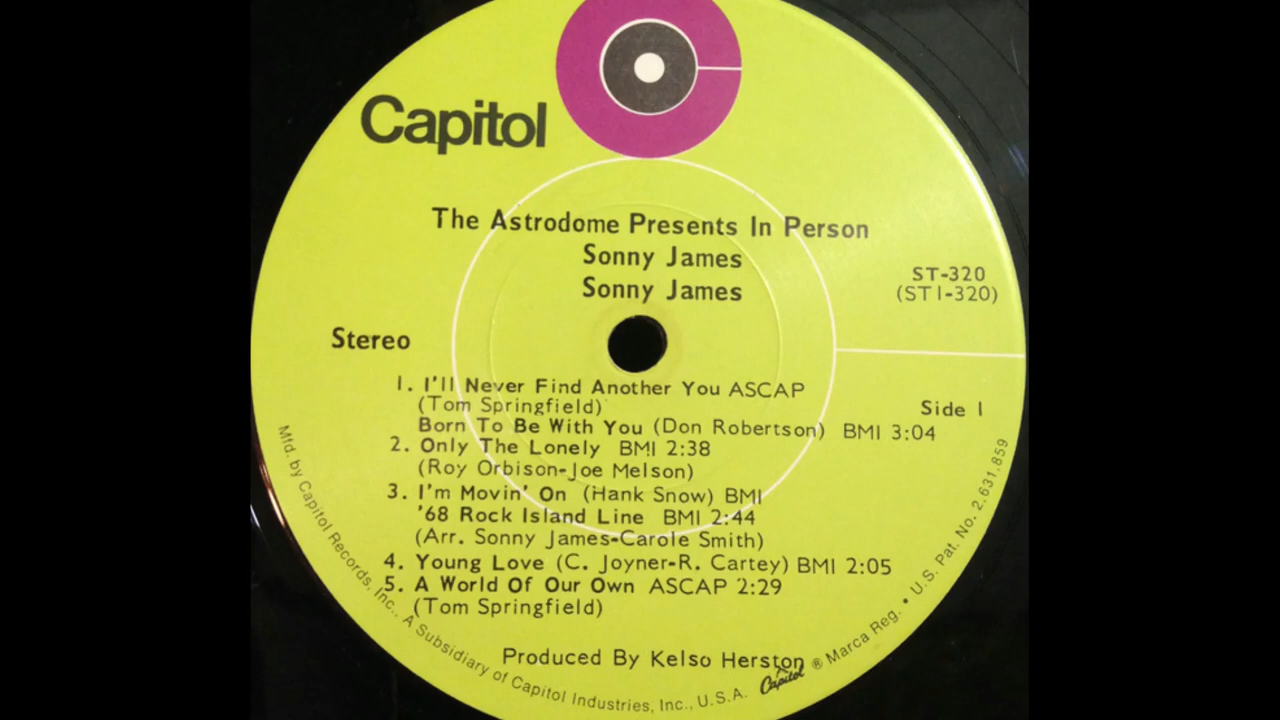 Capitol
The Astrodome Presents In Person
Sonny James
Sonny James
ST-320
(ST1-320)
Stereo
Side 1
1. I'll Never Find Another You ASCAP
(Tom Springfield)
Born To Be With You (Don Robertson) BMI 3:04
2. Only The Lonely BMI 2:38
(Roy Orbison-Joe Melson)
3. I'm Movin' On (Hank Snow) BMI
'68 Rock Island Line BMI 2:44
(Arr. Sonny James-Carole Smith)
4. Young Love (C. Joyner-R. Cartey) BMI 2:05
5. A World Of Our Own ASCAP 2:29
(Tom Springfield)
Produced By Kelso Herston
Mfd. by Capitol Records, Inc., A Subsidiary of Capitol Industries, Inc., U.S.A. Capitol ® Marca Reg. • U.S. Pat. No. 2,631,859